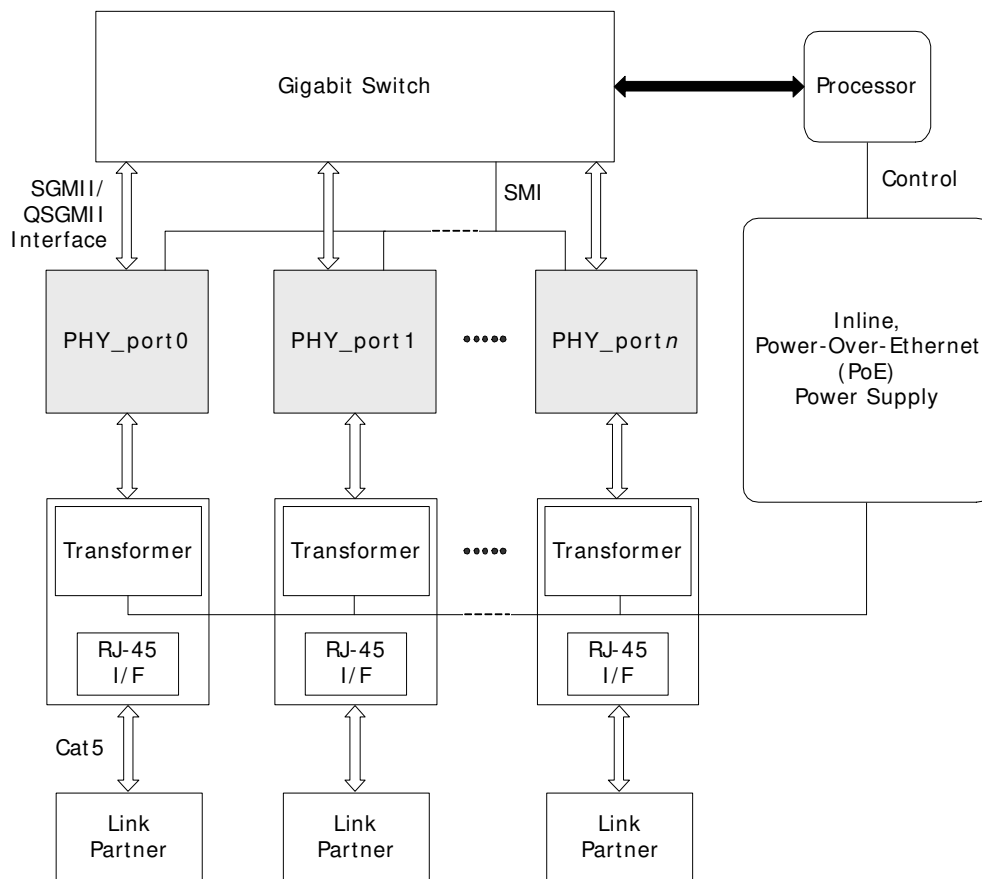 Gigabit Switch
Processor
SGMII/
QSGMII
Interface
SMI
Control
PHY_port0
PHY_port1
PHY_portn
Inline,
Power-Over-Ethernet
(PoE)
Power Supply
Transformer
Transformer
Transformer
RJ-45
I/F
RJ-45
I/F
RJ-45
I/F
Cat5
Link
Partner
Link
Partner
Link
Partner